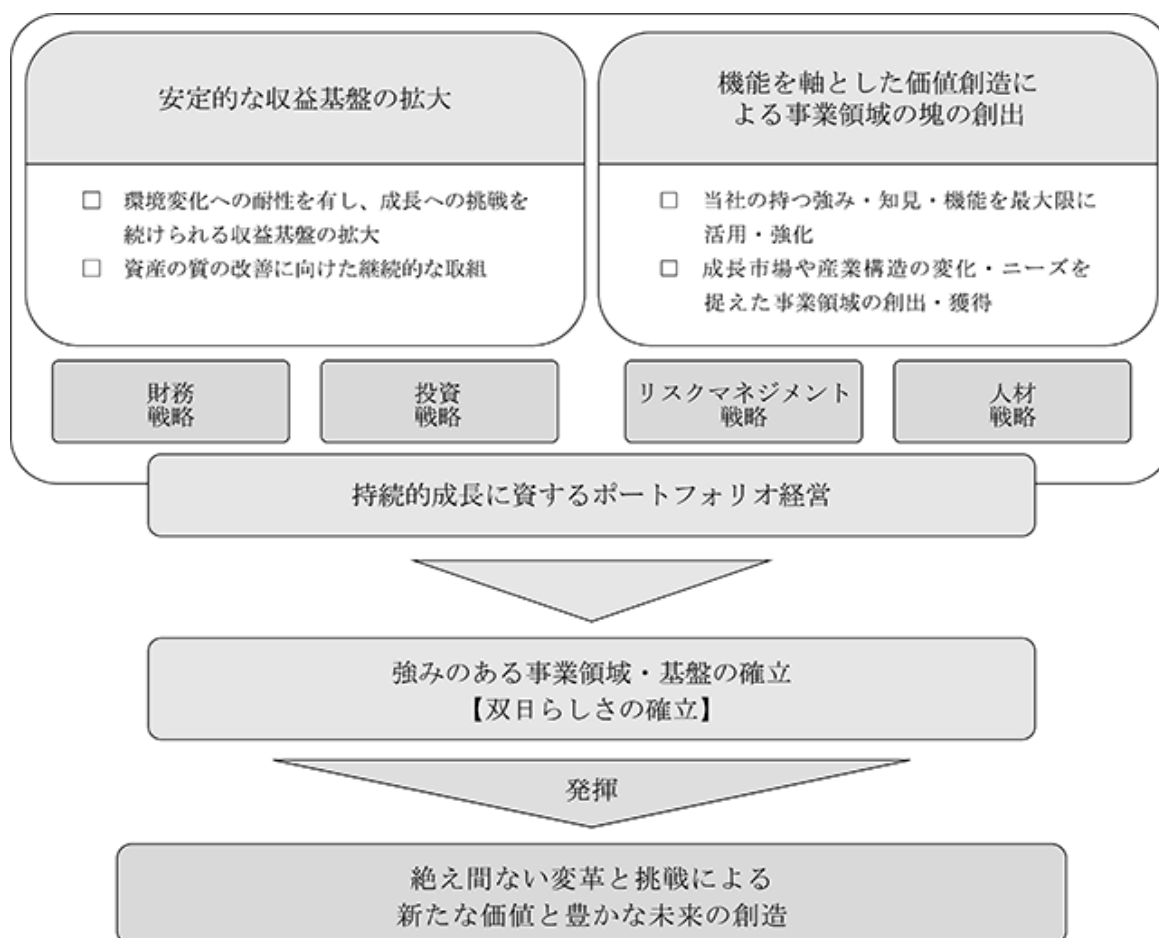 安定的な収益基盤の拡大
□ 環境変化への耐性を有し、成長への挑戦を
続けられる収益基盤の拡大
□ 資産の質の改善に向けた継続的な取組
機能を軸とした価値創造に
よる事業領域の塊の創出
□ 当社の持つ強み・知見・機能を最大限に
活用・強化
□ 成長市場や産業構造の変化・ニーズを
捉えた事業領域の創出・獲得
財務
戦略
投資
戦略
リスクマネジメント
戦略
人材
戦略
持続的成長に資するポートフォリオ経営
強みのある事業領域・基盤の確立
【双日らしさの確立】
発揮
絶え間ない変革と挑戦による
新たな価値と豊かな未来の創造